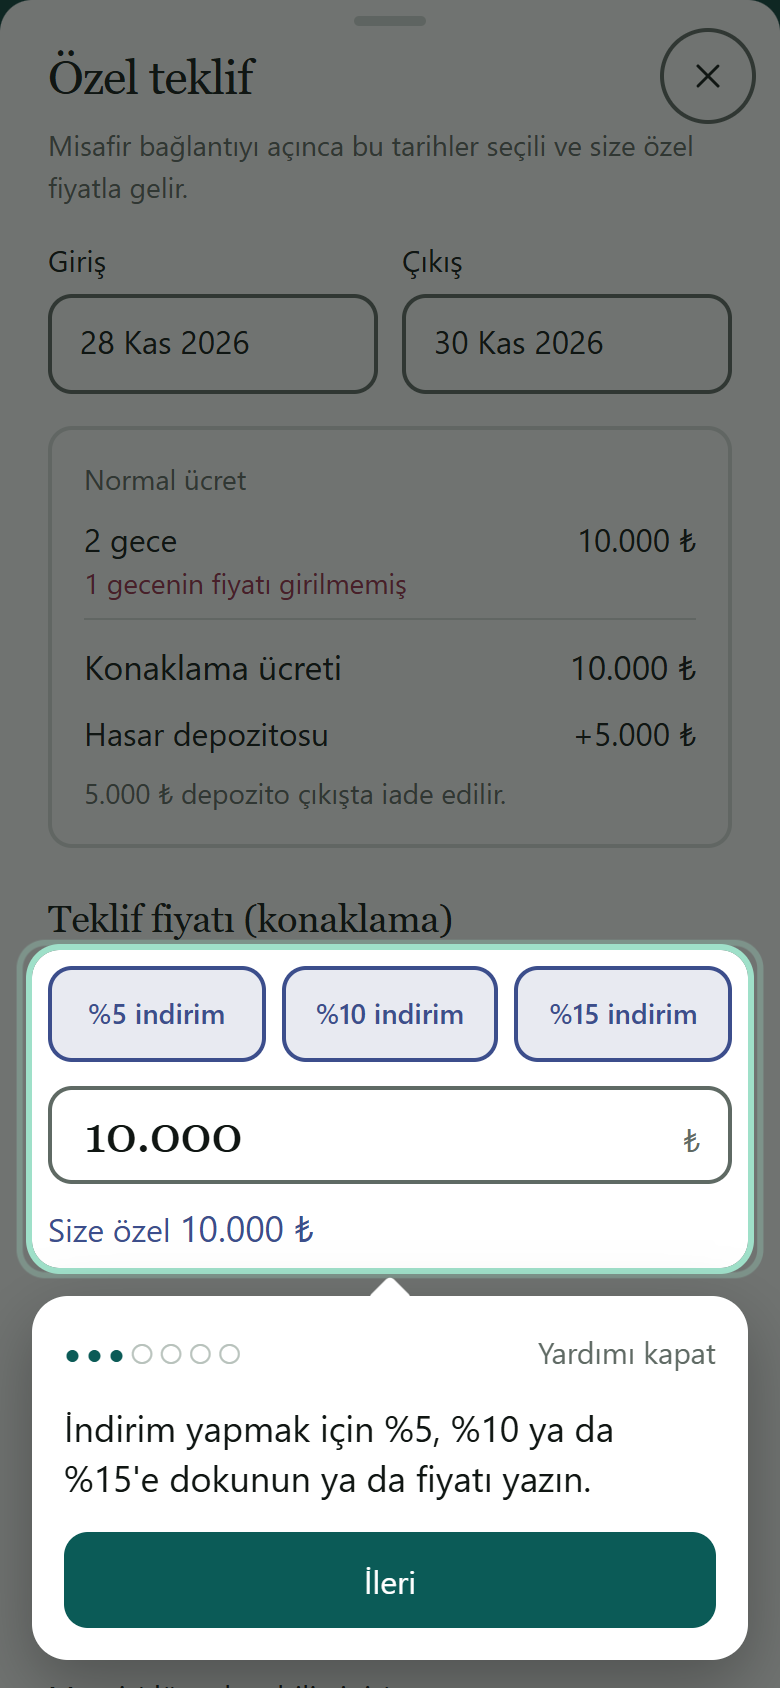 Özel teklif
Misafir bağlantıyı açınca bu tarihler seçili ve size özel
fiyatla gelir.
Giriş
Çıkış
28 Kas 2026
30 Kas 2026
Normal ücret
2 gece
10.000 ₺
1 gecenin fiyatı girilmemiş
Konaklama ücreti
10.000 ₺
Hasar depozitosu
+5.000 ₺
5.000 ₺ depozito çıkışta iade edilir.
Teklif fiyatı (konaklama)
%5 indirim
%10 indirim
%15 indirim
10.000
₺
Size özel 10.000 ₺
Yardımı kapat
İndirim yapmak için %5, %10 ya da
%15'e dokunun ya da fiyatı yazın.
İleri